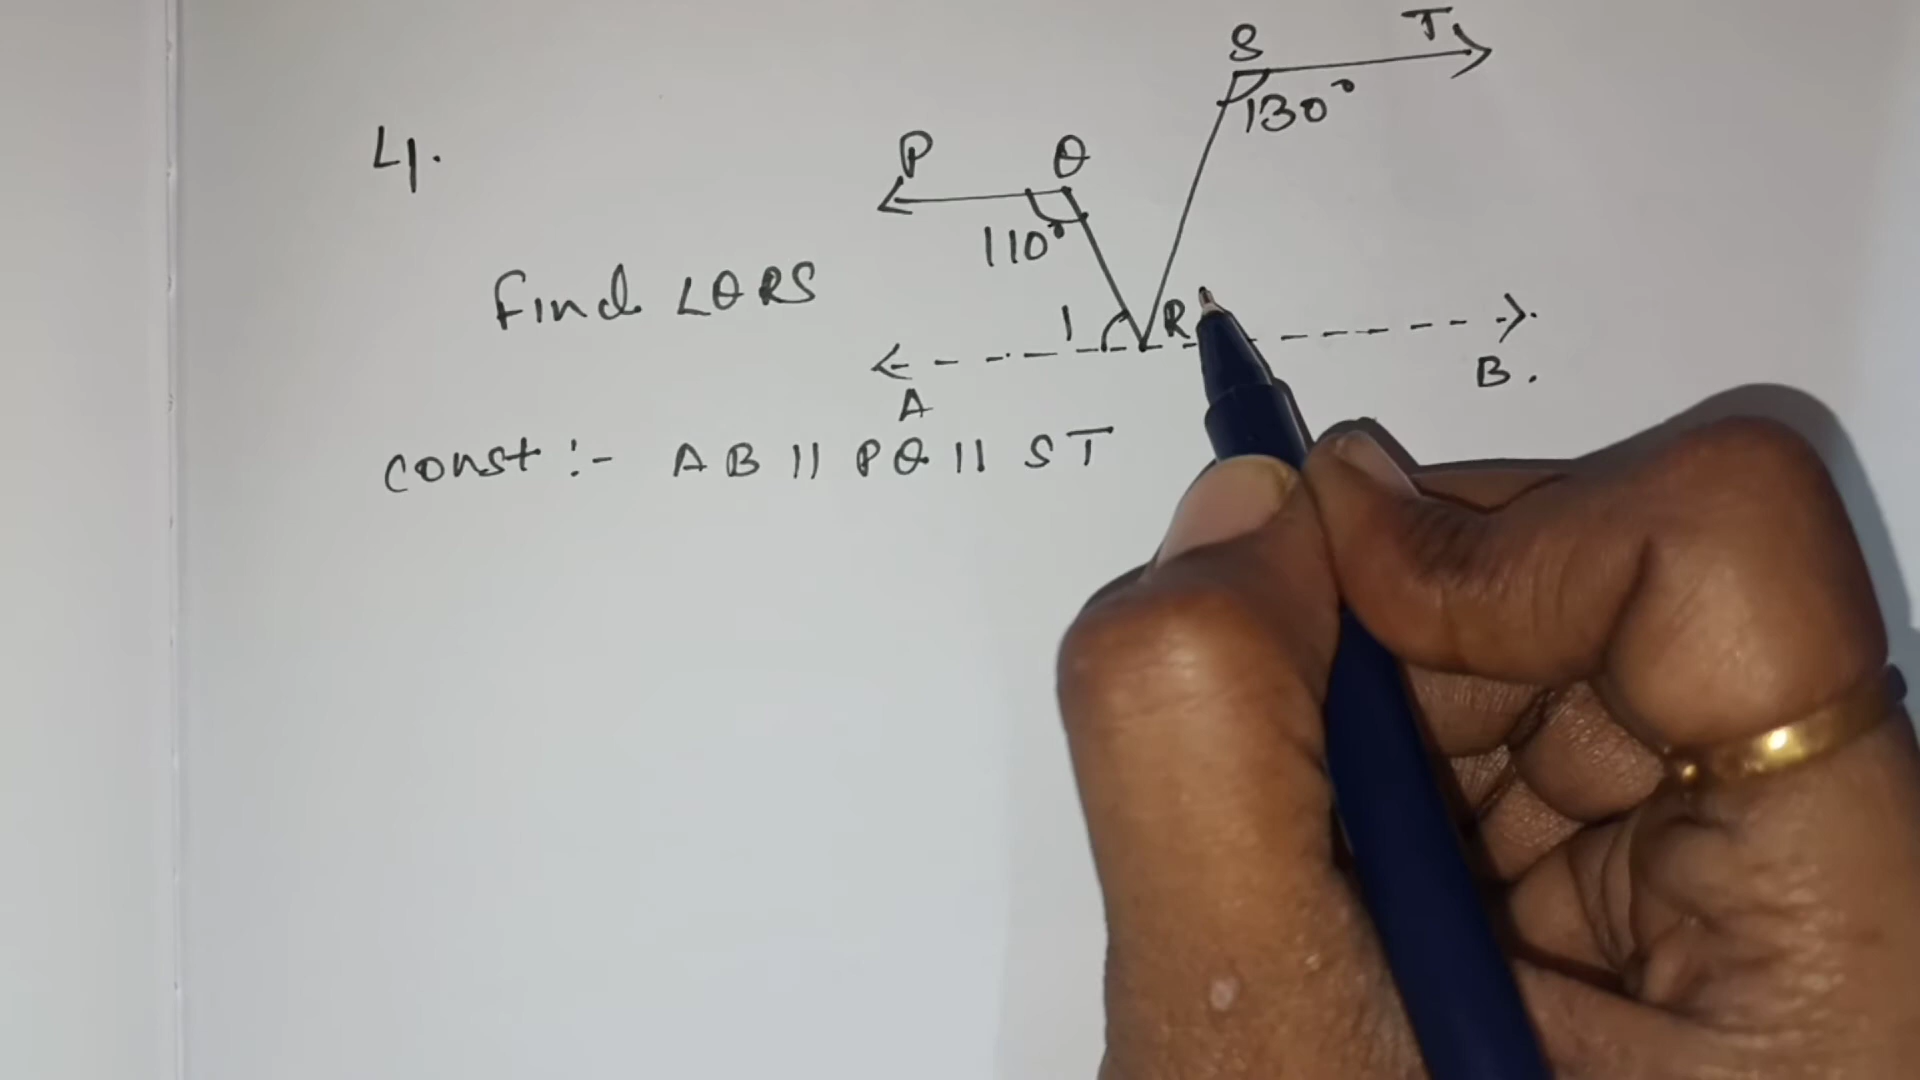 S T
130°
4.
P Q
110°
Find ∠QRS
1 R
A B.
const :- AB || PQ || ST